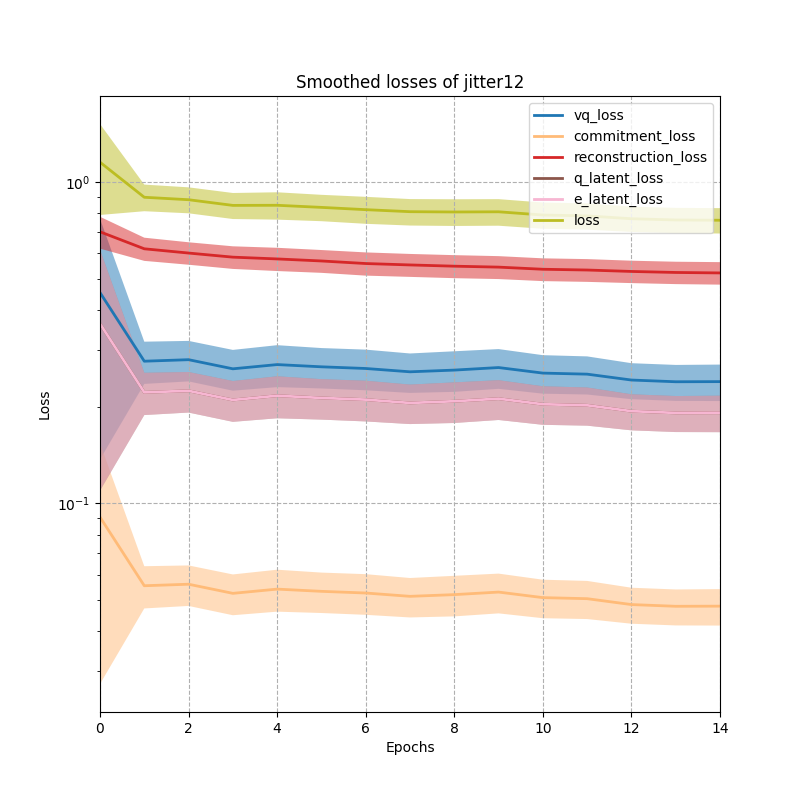 Smoothed losses of jitter12
vq_loss
commitment_loss
reconstruction_loss
q_latent_loss
e_latent_loss
loss
10⁰
10⁻¹
Loss
0 2 4 6 8 10 12 14
Epochs